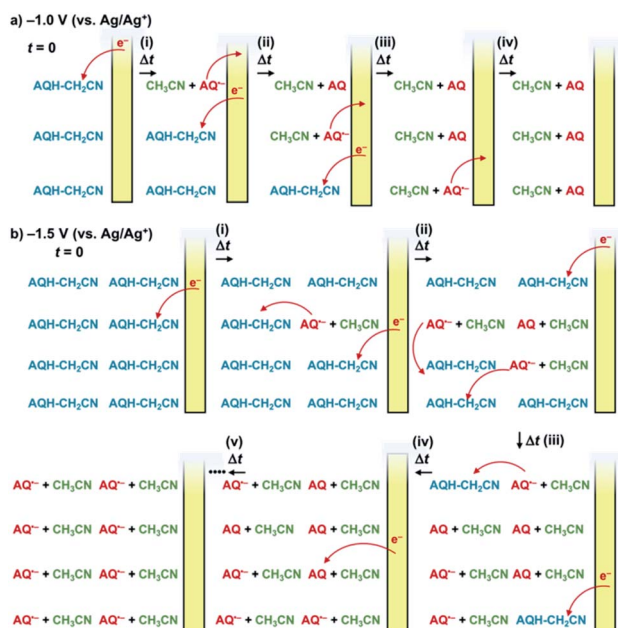 a) –1.0 V (vs. Ag/Ag⁺)
t = 0
e⁻ (i) Δt (ii) Δt (iii) Δt (iv) Δt
AQH-CH₂CN CH₃CN + AQ•⁻ e⁻ CH₃CN + AQ CH₃CN + AQ CH₃CN + AQ
AQH-CH₂CN AQH-CH₂CN CH₃CN + AQ•⁻ e⁻ CH₃CN + AQ CH₃CN + AQ
AQH-CH₂CN AQH-CH₂CN AQH-CH₂CN CH₃CN + AQ•⁻ CH₃CN + AQ
b) –1.5 V (vs. Ag/Ag⁺)
t = 0
(i) Δt (ii) Δt e⁻
AQH-CH₂CN AQH-CH₂CN e⁻ AQH-CH₂CN AQH-CH₂CN AQH-CH₂CN AQH-CH₂CN
AQH-CH₂CN AQH-CH₂CN AQH-CH₂CN AQ•⁻ + CH₃CN e⁻ AQ•⁻ + CH₃CN AQ + CH₃CN
AQH-CH₂CN AQH-CH₂CN AQH-CH₂CN AQH-CH₂CN AQH-CH₂CN AQ•⁻ + CH₃CN
AQH-CH₂CN AQH-CH₂CN AQH-CH₂CN AQH-CH₂CN AQH-CH₂CN AQH-CH₂CN
(v) Δt (iv) Δt Δt (iii)
AQ•⁻ + CH₃CN AQ•⁻ + CH₃CN AQ•⁻ + CH₃CN AQ + CH₃CN AQH-CH₂CN AQ•⁻ + CH₃CN
AQ•⁻ + CH₃CN AQ•⁻ + CH₃CN AQ + CH₃CN AQ + CH₃CN e⁻ AQ + CH₃CN AQ + CH₃CN
AQ•⁻ + CH₃CN AQ•⁻ + CH₃CN AQ•⁻ + CH₃CN AQ + CH₃CN AQ•⁻ + CH₃CN AQ + CH₃CN e⁻
AQ•⁻ + CH₃CN AQ•⁻ + CH₃CN AQ•⁻ + CH₃CN AQ•⁻ + CH₃CN AQ•⁻ + CH₃CN AQH-CH₂CN